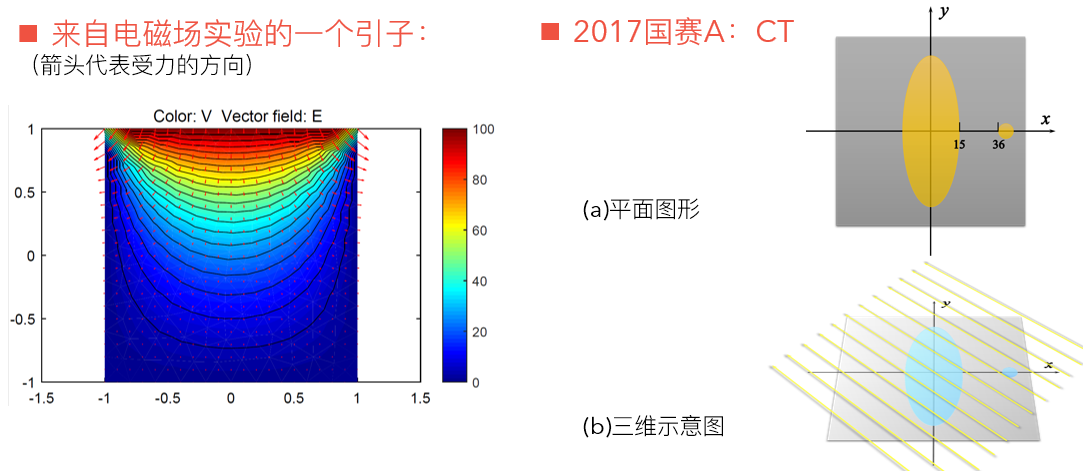 ■ 来自电磁场实验的一个引子：
（箭头代表受力的方向）
Color: V Vector field: E
1
0.5
0
-0.5
-1
-1.5 -1 -0.5 0 0.5 1 1.5
100
80
60
40
20
0
■ 2017国赛A：CT
y
x
15 36
(a)平面图形
y
x
(b)三维示意图